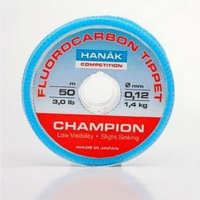 FLUOROCARBON TIPPET
HANÁK
COMPETITION
m
50
3,0 lb
Ø mm
0,12
1,4 kg
CHAMPION
Low Visibility • Slight Sinking
MADE IN JAPAN